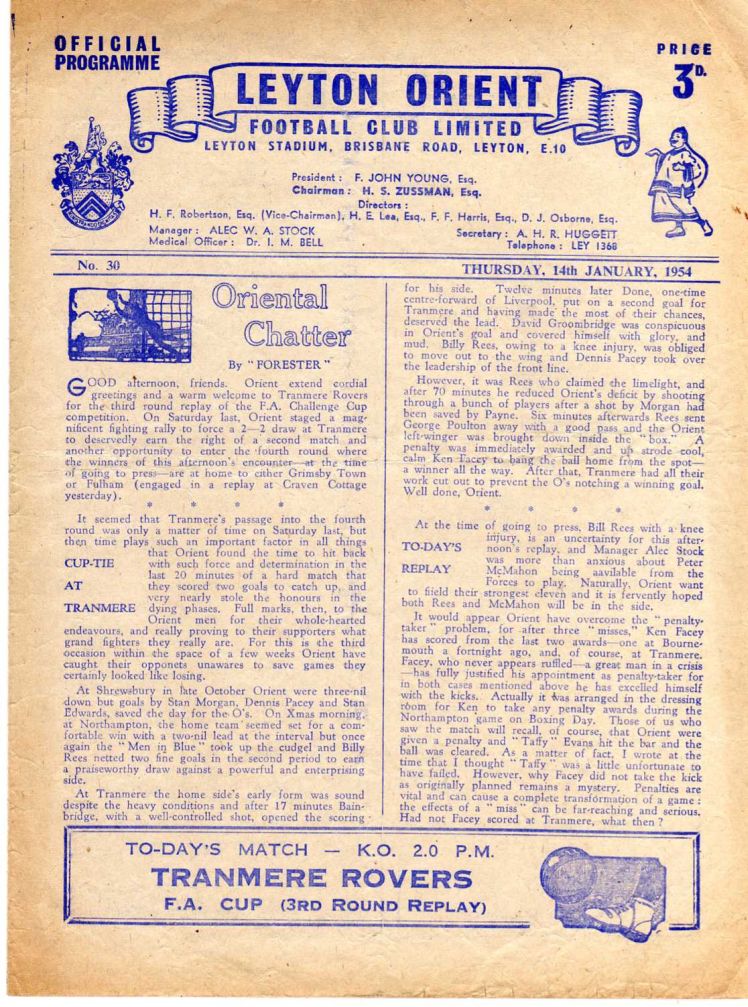 OFFICIAL
PROGRAMME
PRICE
3D.
LEYTON ORIENT
FOOTBALL CLUB LIMITED
LEYTON STADIUM, BRISBANE ROAD, LEYTON, E.10
President : F. JOHN YOUNG, Esq.
Chairman : H. S. ZUSSMAN, Esq.
Directors :
H. F. Robertson, Esq. (Vice-Chairman), H. E. Lea, Esq., F. F. Harris, Esq., D. J. Osborne, Esq.
Manager : ALEC W. A. STOCK
Secretary : A. H. R. HUGGETT
Medical Officer : Dr. I. M. BELL
Telephone : LEY 1368
No. 30
THURSDAY, 14th JANUARY, 1954
Oriental
Chatter
By "FORESTER"
GOOD afternoon, friends. Orient extend cordial
greetings and a warm welcome to Tranmere Rovers
for the third round replay of the F.A. Challenge Cup
competition. On Saturday last, Orient staged a mag-
nificent fighting rally to force a 2—2 draw at Tranmere
to deservedly earn the right of a second match and
another opportunity to enter the fourth round where
the winners of this afternoon's encounter—at the time
of going to press—are at home to either Grimsby Town
or Fulham (engaged in a replay at Craven Cottage
yesterday).
* * * *
It seemed that Tranmere's passage into the fourth
round was only a matter of time on Saturday last, but
then time plays such an important factor in all things
that Orient found the time to hit back
CUP-TIE with such force and determination in the
last 20 minutes of a hard match that
AT they scored two goals to catch up, and
very nearly stole the honours in the
TRANMERE dying phases. Full marks, then, to the
Orient men for their whole-hearted
endeavours, and really proving to their supporters what
grand fighters they really are. For this is the third
occasion within the space of a few weeks Orient have
caught their opponets unawares to save games they
certainly looked like losing.
At Shrewsbury in late October Orient were three-nil
down but goals by Stan Morgan, Dennis Pacey and Stan
Edwards, saved the day for the O's. On Xmas morning,
at Northampton, the home team seemed set for a com-
fortable win with a two-nil lead at the interval but once
again the "Men in Blue" took up the cudgel and Billy
Rees netted two fine goals in the second period to earn
a praiseworthy draw against a powerful and enterprising
side.
At Tranmere the home side's early form was sound
despite the heavy conditions and after 17 minutes Bain-
bridge, with a well-controlled shot, opened the scoring
for his side. Twelve minutes later Done, one-time
centre-forward of Liverpool, put on a second goal for
Tranmere and having made the most of their chances,
deserved the lead. David Groombridge was conspicuous
in Orient's goal and covered himself with glory, and
mud. Billy Rees, owing to a knee injury, was obliged
to move out to the wing and Dennis Pacey took over
the leadership of the front line.
However, it was Rees who claimed the limelight, and
after 70 minutes he reduced Orient's deficit by shooting
through a bunch of players after a shot by Morgan had
been saved by Payne. Six minutes afterwards Rees sent
George Poulton away with a good pass and the Orient
left-winger was brought down inside the "box." A
penalty was immediately awarded and up strode cool,
calm Ken Facey to bang the ball home from the spot—
a winner all the way. After that, Tranmere had all their
work cut out to prevent the O's notching a winning goal.
Well done, Orient.
* * * *
At the time of going to press, Bill Rees with a knee
injury, is an uncertainty for this after-
TO-DAY'S noon's replay, and Manager Alec Stock
was more than anxious about Peter
REPLAY McMahon being aavilable from the
Forces to play. Naturally, Orient want
to field their strongest eleven and it is fervently hoped
both Rees and McMahon will be in the side.
It would appear Orient have overcome the "penalty-
taker" problem, for after three "misses," Ken Facey
has scored from the last two awards—one at Bourne-
mouth a fortnight ago, and, of course, at Tranmere.
Facey, who never appears ruffled—a great man in a crisis
—has fully justified his appointment as penalty-taker for
in both cases mentioned above he has excelled himself
with the kicks. Actually it was arranged in the dressing
room for Ken to take any penalty awards during the
Northampton game on Boxing Day. Those of us who
saw the match will recall, of course, that Orient were
given a penalty and "Taffy" Evans hit the bar and the
ball was cleared. As a matter of fact, I wrote at the
time that I thought "Taffy" was a little unfortunate to
have failed. However, why Facey did not take the kick
as originally planned remains a mystery. Penalties are
vital and can cause a complete transformation of a game :
the effects of a "miss" can be far-reaching and serious.
Had not Facey scored at Tranmere, what then ?
TO-DAY'S MATCH — K.O. 2.0 P.M.
TRANMERE ROVERS
F.A. CUP (3RD ROUND REPLAY)